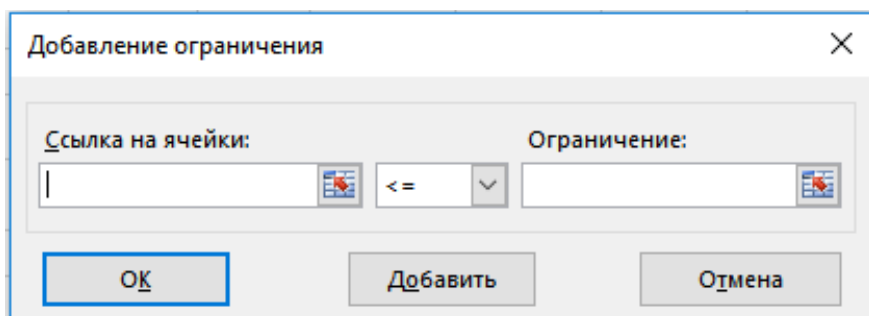 Добавление ограничения
Ссылка на ячейки: Ограничение:
<=
ОК Добавить Отмена